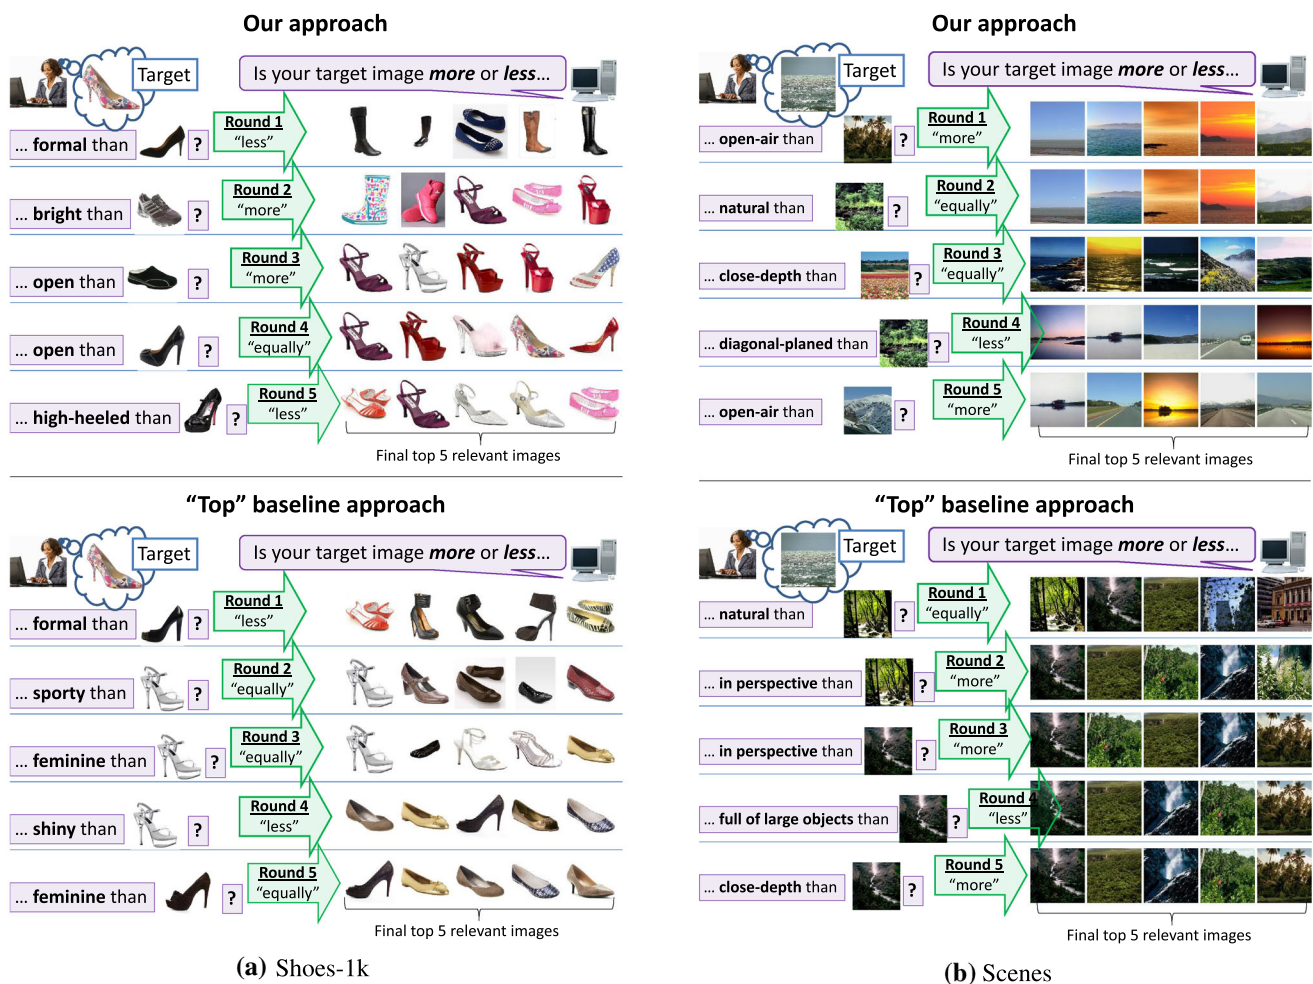 Our approach
Target
Is your target image more or less...
... formal than ?
Round 1
“less”
... bright than ?
Round 2
“more”
... open than ?
Round 3
“more”
... open than ?
Round 4
“equally”
... high-heeled than ?
Round 5
“less”
Final top 5 relevant images
“Top” baseline approach
Target
Is your target image more or less...
... formal than ?
Round 1
“less”
... sporty than ?
Round 2
“equally”
... feminine than ?
Round 3
“equally”
... shiny than ?
Round 4
“less”
... feminine than ?
Round 5
“equally”
Final top 5 relevant images
(a) Shoes-1k
Our approach
Target
Is your target image more or less...
... open-air than ?
Round 1
“more”
... natural than ?
Round 2
“equally”
... close-depth than ?
Round 3
“equally”
... diagonal-planed than ?
Round 4
“less”
... open-air than ?
Round 5
“more”
Final top 5 relevant images
“Top” baseline approach
Target
Is your target image more or less...
... natural than ?
Round 1
“equally”
... in perspective than ?
Round 2
“more”
... in perspective than ?
Round 3
“more”
... full of large objects than ?
Round 4
“less”
... close-depth than ?
Round 5
“more”
Final top 5 relevant images
(b) Scenes